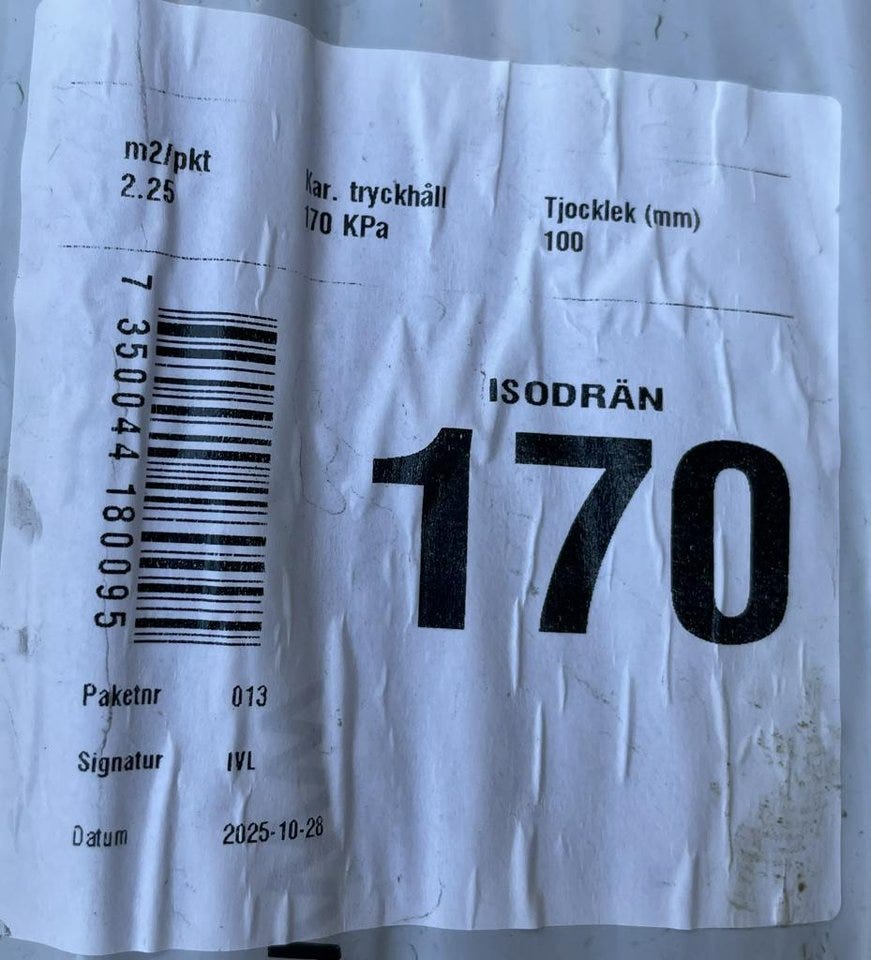 m2/pkt
2.25
Kar. tryckhåll
170 KPa
Tjocklek (mm)
100
7 350044 180095
ISODRÄN
170
Paketnr 013
Signatur IVL
Datum 2025-10-28